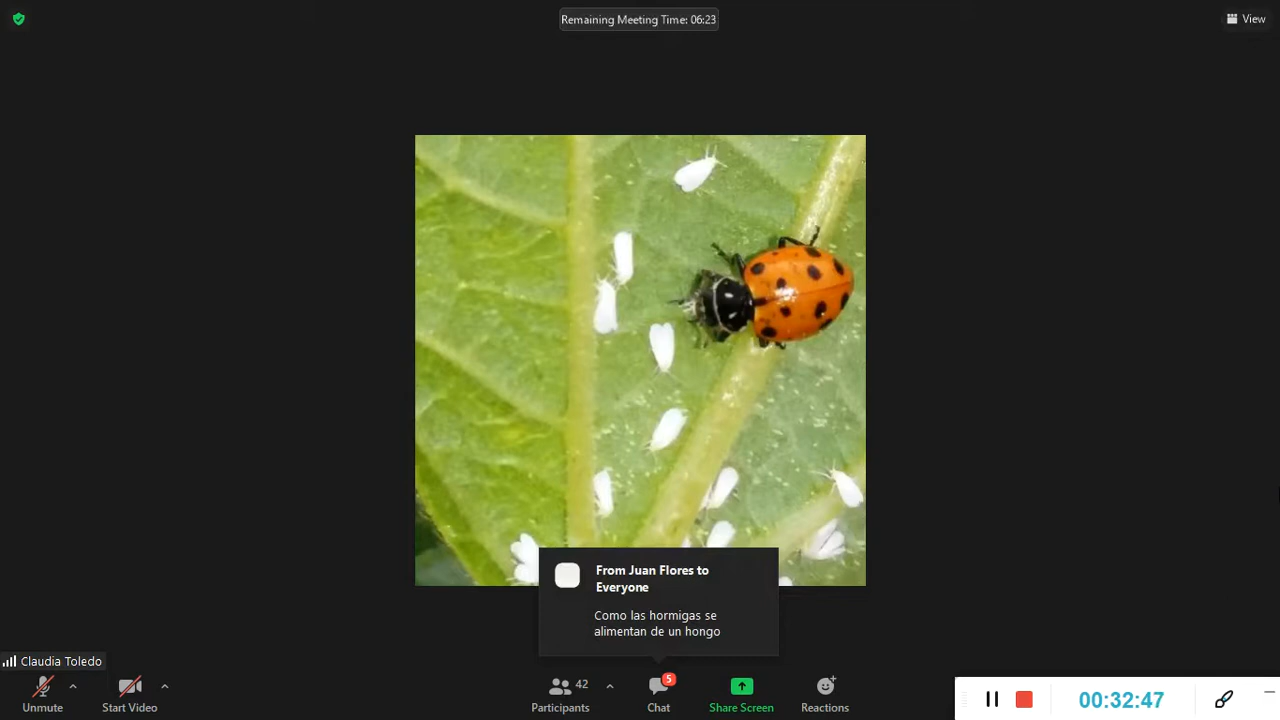 Remaining Meeting Time: 06:23
View
From Juan Flores to
Everyone
Como las hormigas se
alimentan de un hongo
Claudia Toledo
42
5
Unmute
Start Video
Participants
Chat
Share Screen
Reactions
00:32:47